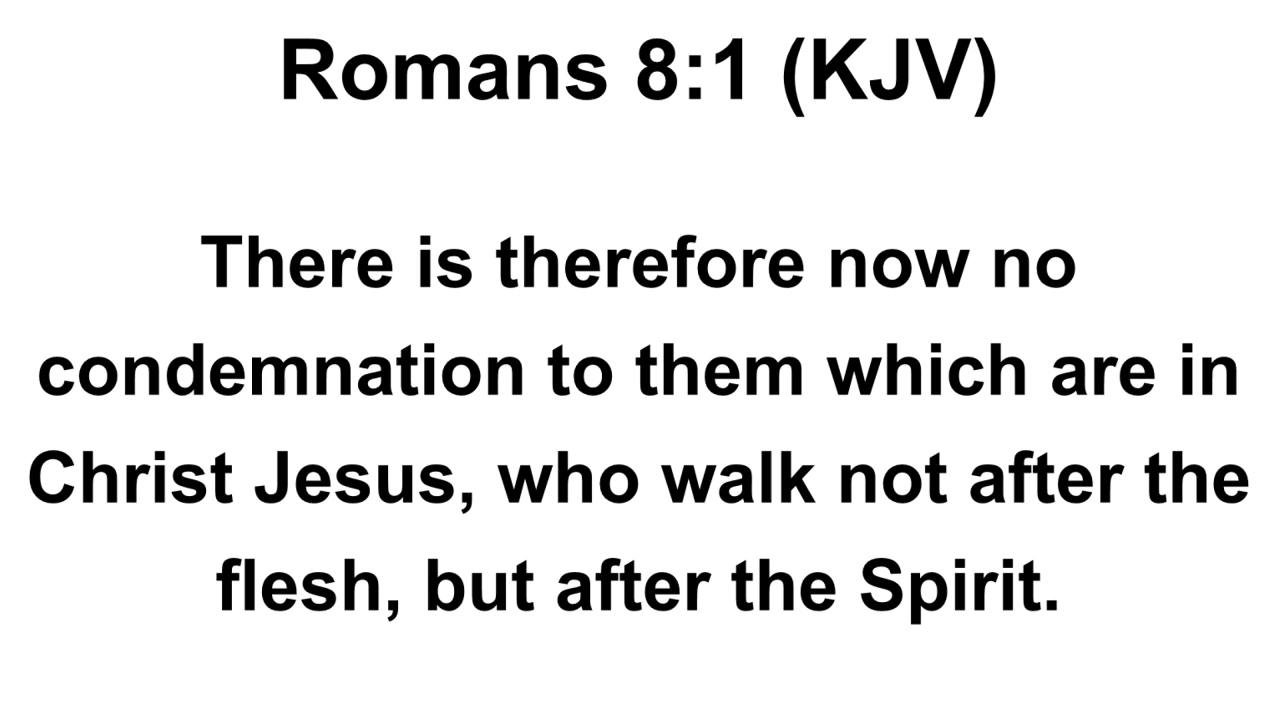 Romans 8:1 (KJV)
There is therefore now no
condemnation to them which are in
Christ Jesus, who walk not after the
flesh, but after the Spirit.